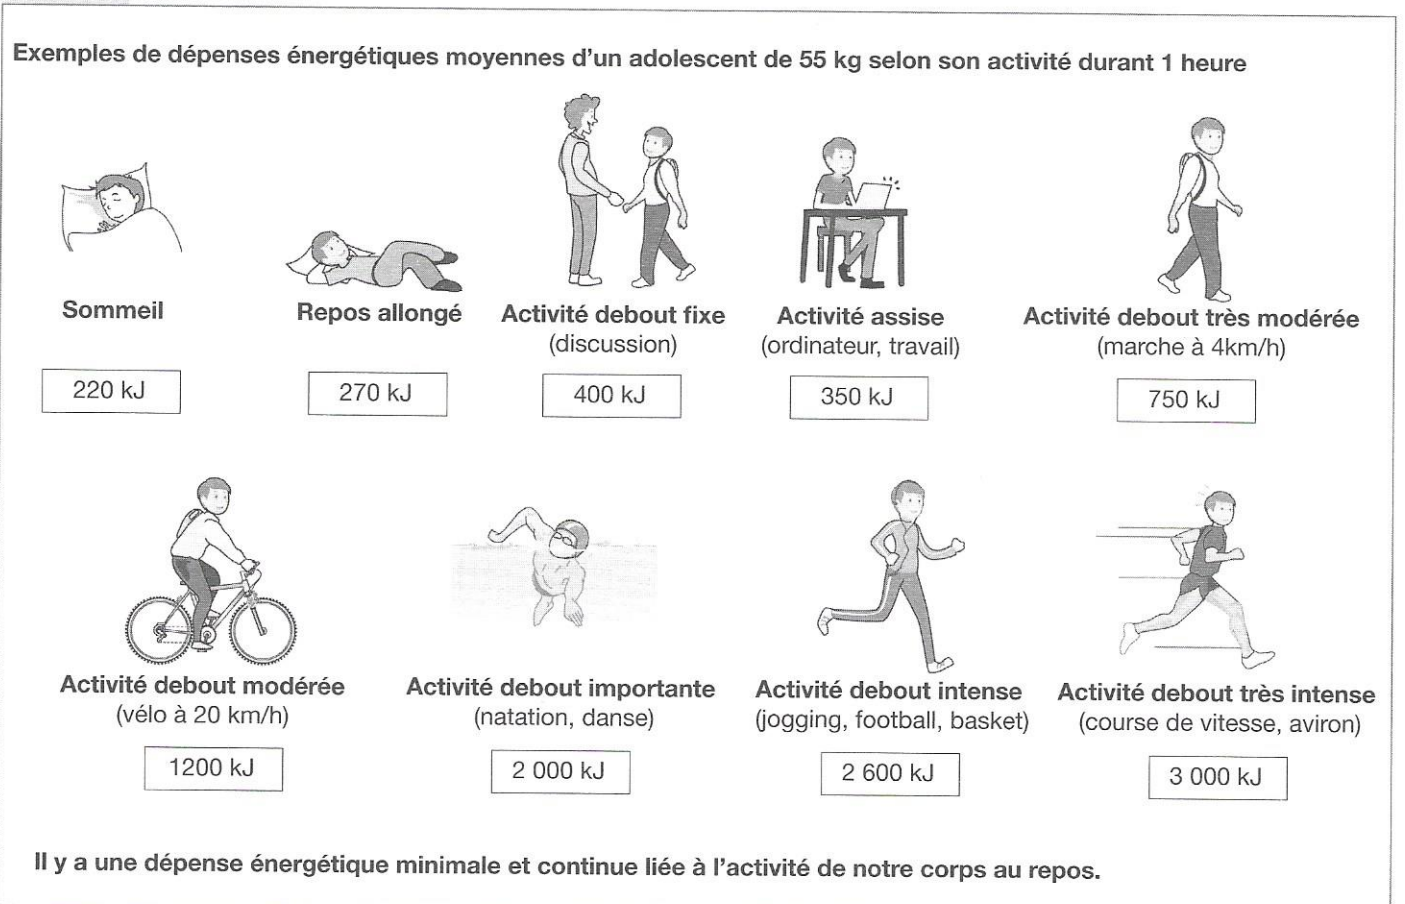 Exemples de dépenses énergétiques moyennes d'un adolescent de 55 kg selon son activité durant 1 heure
Sommeil
220 kJ
Repos allongé
270 kJ
Activité debout fixe
(discussion)
400 kJ
Activité assise
(ordinateur, travail)
350 kJ
Activité debout très modérée
(marche à 4km/h)
750 kJ
Activité debout modérée
(vélo à 20 km/h)
1200 kJ
Activité debout importante
(natation, danse)
2 000 kJ
Activité debout intense
(jogging, football, basket)
2 600 kJ
Activité debout très intense
(course de vitesse, aviron)
3 000 kJ
Il y a une dépense énergétique minimale et continue liée à l'activité de notre corps au repos.